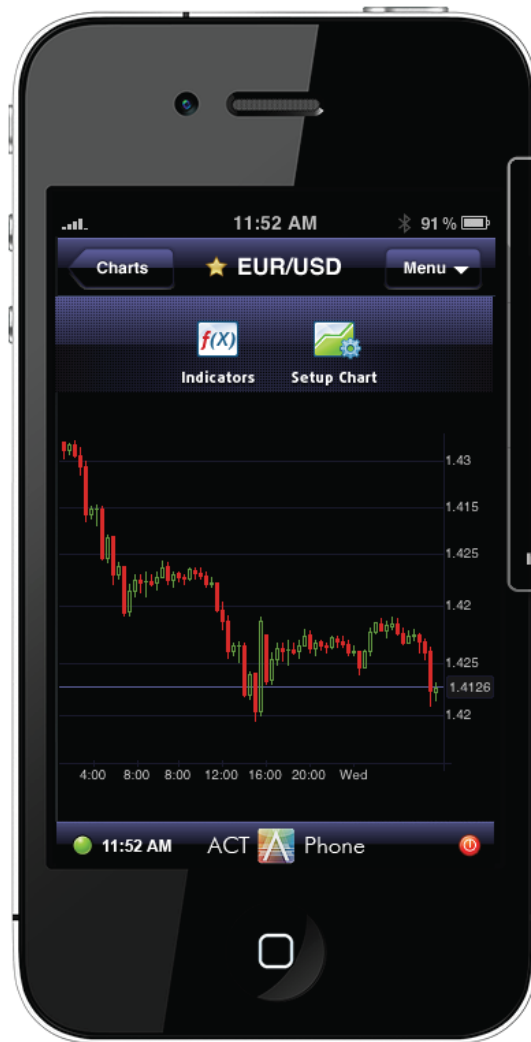 11:52 AM 91 %
Charts EUR/USD Menu
f(X)
Indicators Setup Chart
1.43
1.415
1.425
1.42
1.425
1.4126
1.42
4:00 8:00 8:00 12:00 16:00 20:00 Wed
11:52 AM ACT Phone